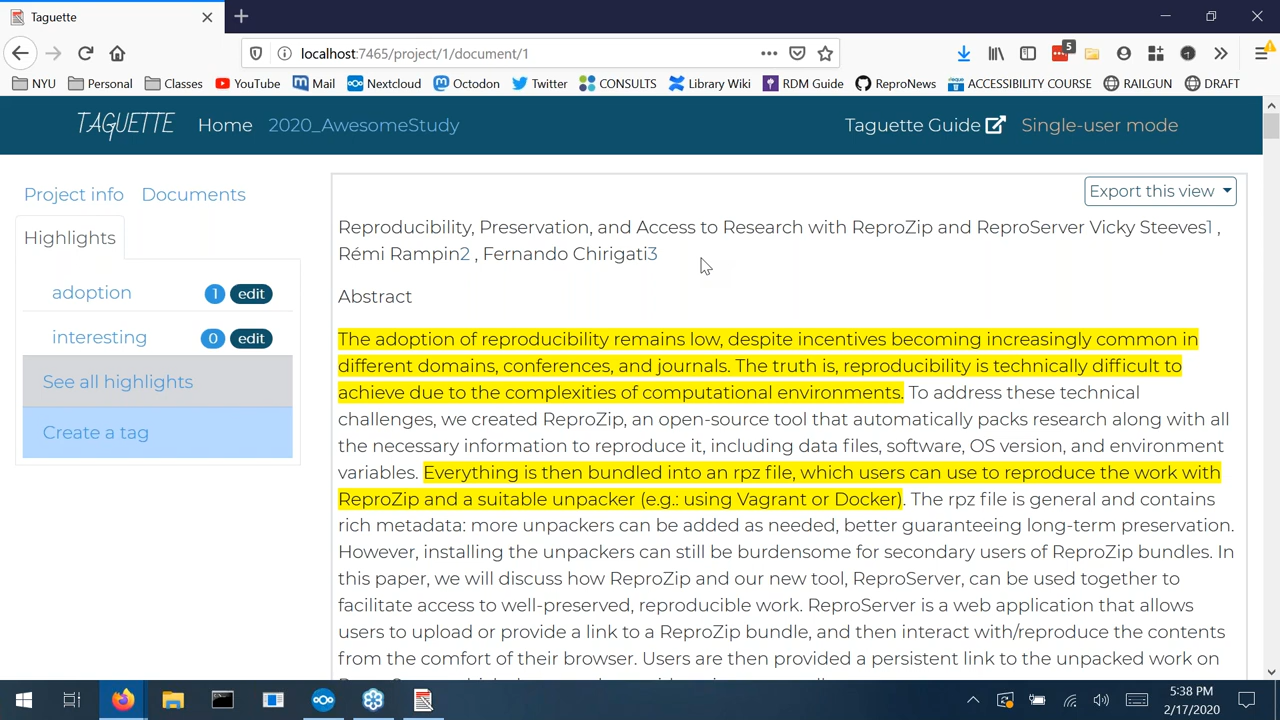 Taguette
localhost:7465/project/1/document/1
5
NYU Personal Classes YouTube Mail Nextcloud Octodon Twitter CONSULTS Library Wiki RDM Guide ReproNews ACCESSIBILITY COURSE RAILGUN DRAFT
TAGUETTE Home 2020_AwesomeStudy Taguette Guide Single-user mode
Project info Documents
Highlights
adoption 1 edit
interesting 0 edit
See all highlights
Create a tag
Export this view
Reproducibility, Preservation, and Access to Research with ReproZip and ReproServer Vicky Steeves1 ,
Rémi Rampin2 , Fernando Chirigati3
Abstract
The adoption of reproducibility remains low, despite incentives becoming increasingly common in
different domains, conferences, and journals. The truth is, reproducibility is technically difficult to
achieve due to the complexities of computational environments. To address these technical
challenges, we created ReproZip, an open-source tool that automatically packs research along with all
the necessary information to reproduce it, including data files, software, OS version, and environment
variables. Everything is then bundled into an rpz file, which users can use to reproduce the work with
ReproZip and a suitable unpacker (e.g.: using Vagrant or Docker). The rpz file is general and contains
rich metadata: more unpackers can be added as needed, better guaranteeing long-term preservation.
However, installing the unpackers can still be burdensome for secondary users of ReproZip bundles. In
this paper, we will discuss how ReproZip and our new tool, ReproServer, can be used together to
facilitate access to well-preserved, reproducible work. ReproServer is a web application that allows
users to upload or provide a link to a ReproZip bundle, and then interact with/reproduce the contents
from the comfort of their browser. Users are then provided a persistent link to the unpacked work on
5:38 PM
2/17/2020